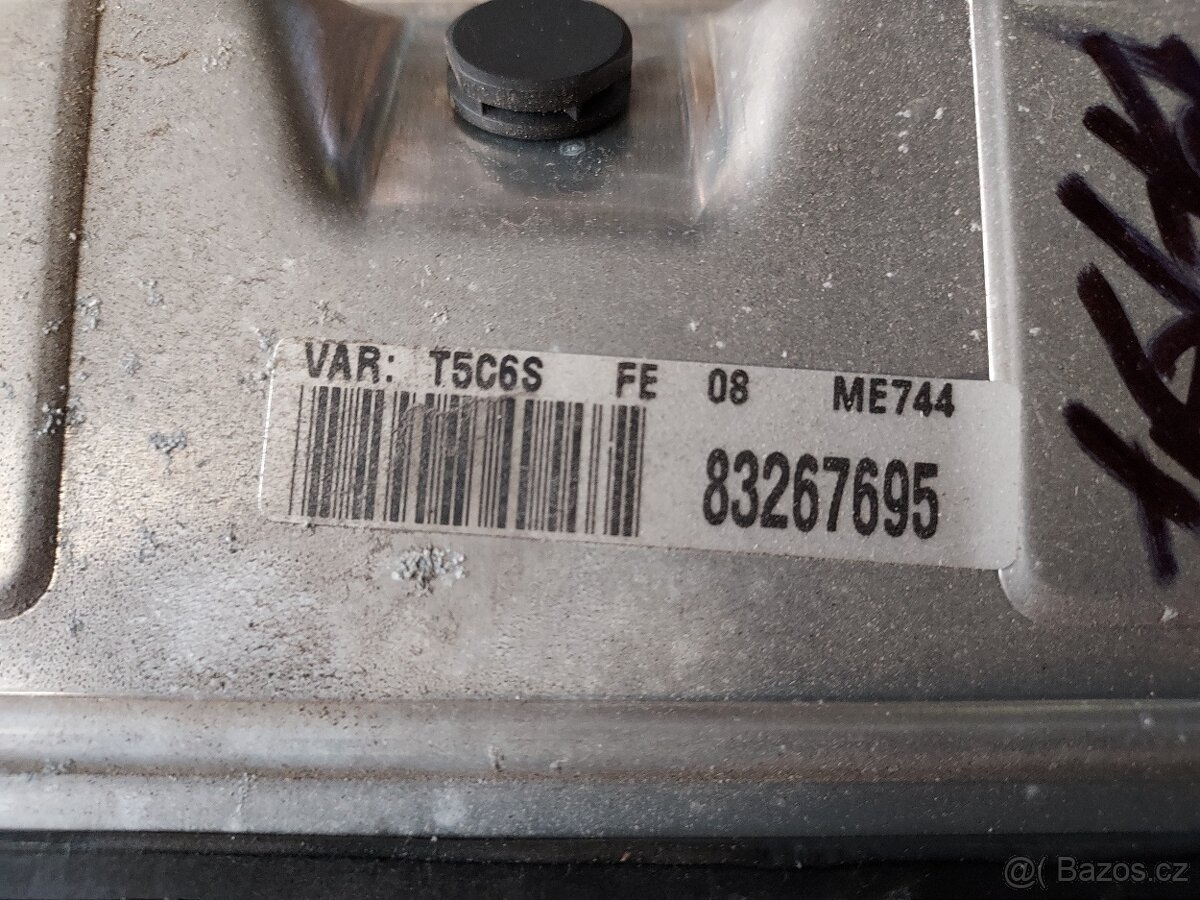 VAR: T5C6S FE 08 ME744
83267695
@( Bazos.cz